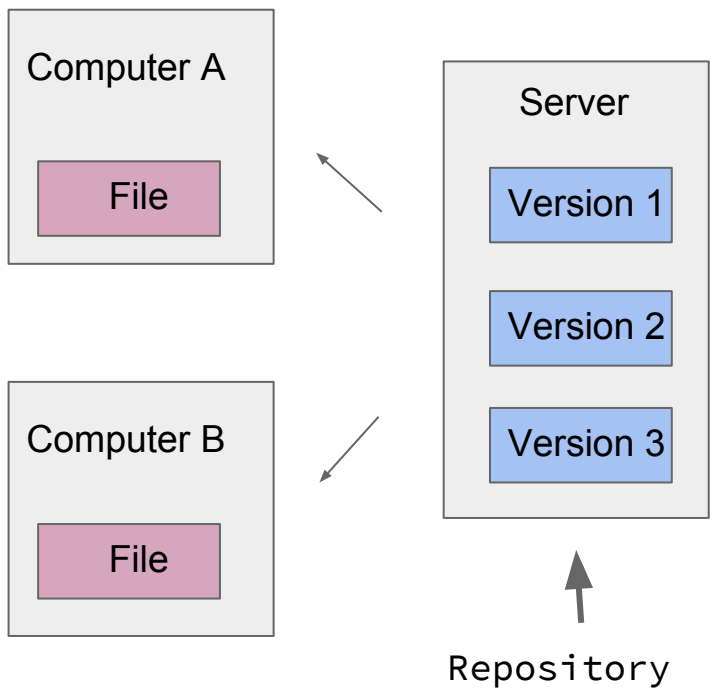 Computer A
File
Server
Version 1
Version 2
Version 3
Computer B
File
Repository